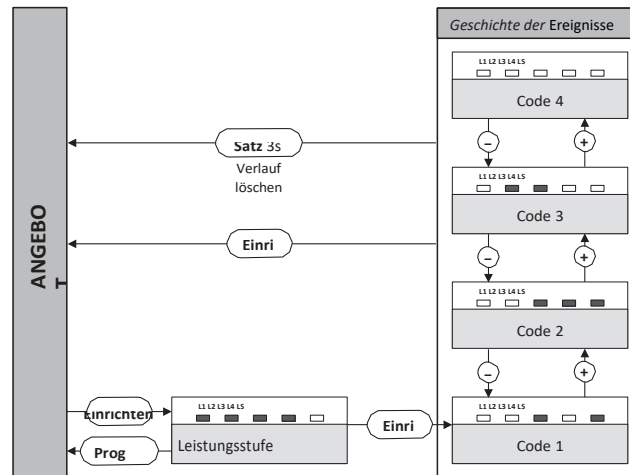 Geschichte der Ereignisse
L1 L2 L3 L4 LS
Code 4
Satz 3s
Verlauf
löschen
L1 L2 L3 L4 LS
Code 3
ANGEBO
T
Einri
L1 L2 L3 L4 LS
Code 2
Einrichten
L1 L2 L3 L4 LS
Leistungsstufe
Prog
Einri
L1 L2 L3 L4 LS
Code 1